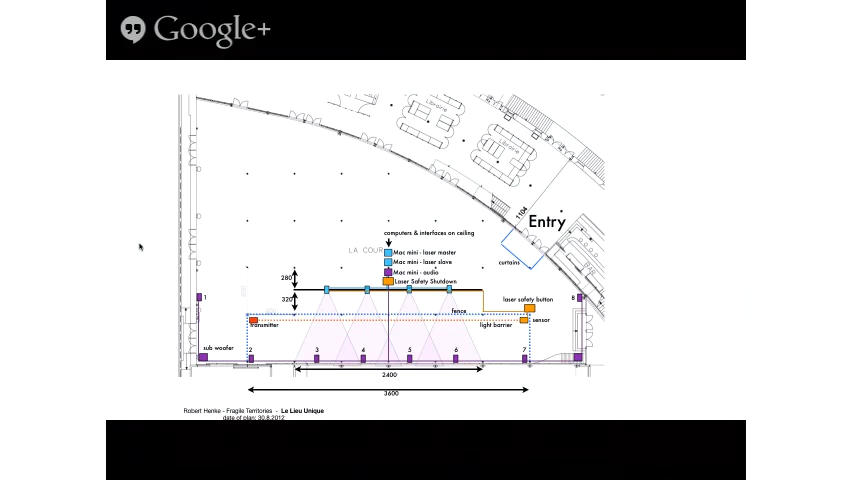 Google+
Librairie
Librairie
1104
Entry
computers & interfaces on ceiling
LA COUR
Mac mini - laser master
Mac mini - laser slave
curtains
Mac mini - audio
280
Laser Safety Shutdown
1
320
laser safety button
8
fence
transmitter
light barrier
sensor
sub woofer
2
3
4
5
6
7
2400
3600
Robert Henke - Fragile Territories - Le Lieu Unique
date of plan: 30.8.2012